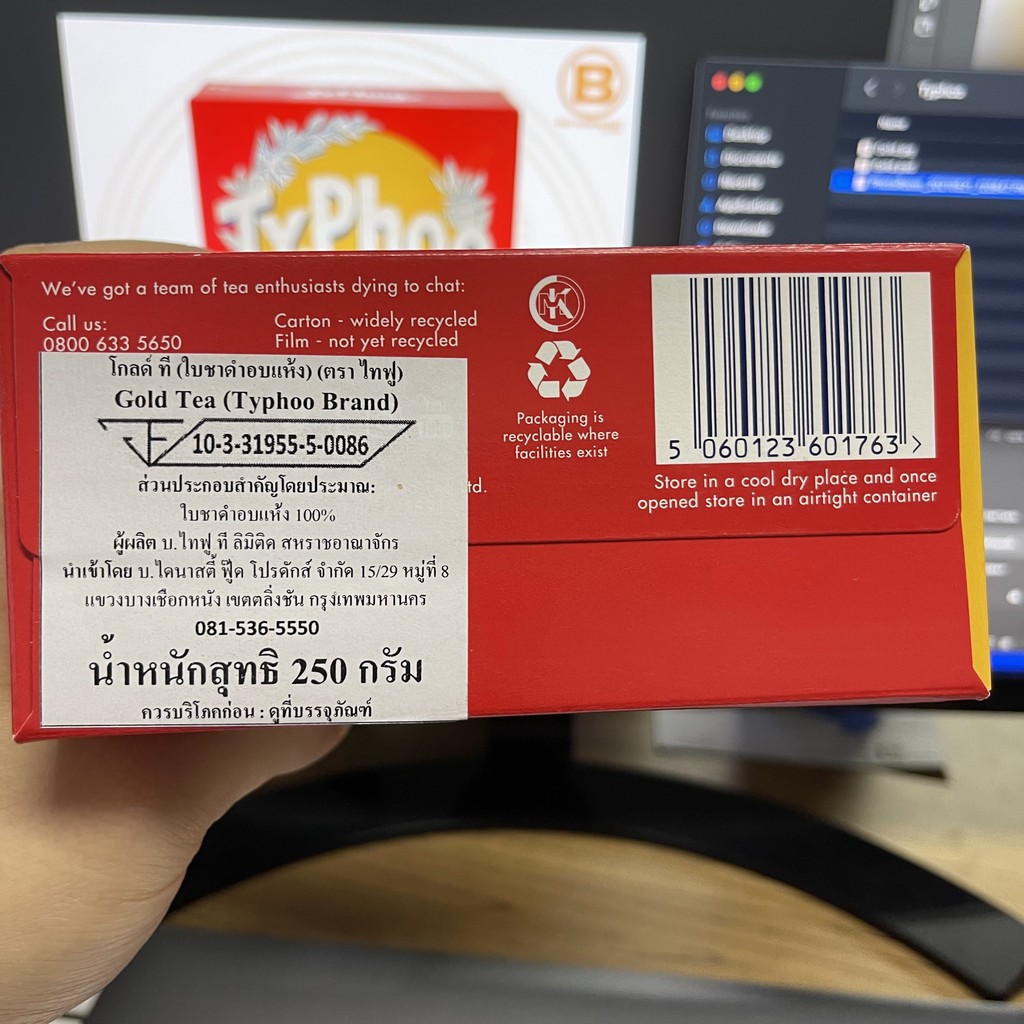 TyPhoo
B
Typhoo
We've got a team of tea enthusiasts dying to chat:
Call us:
0800 633 5650
Carton - widely recycled
Film - not yet recycled
MK
Packaging is
recyclable where
facilities exist
5 060123 601763 >
Store in a cool dry place and once
opened store in an airtight container
td.
โกลด์ ที (ใบชาดำอบแห้ง) (ตรา ไทฟู)
Gold Tea (Typhoo Brand)
10-3-31955-5-0086
ส่วนประกอบสำคัญโดยประมาณ:
ใบชาดำอบแห้ง 100%
ผู้ผลิต บ.ไทฟู ที ลิมิติด สหราชอาณาจักร
นำเข้าโดย บ.ไดนาสตี้ ฟู๊ด โปรดักส์ จำกัด 15/29 หมู่ที่ 8
แขวงบางเชือกหนัง เขตตลิ่งชัน กรุงเทพมหานคร
081-536-5550
น้ำหนักสุทธิ 250 กรัม
ควรบริโภคก่อน : ดูที่บรรจุภัณฑ์